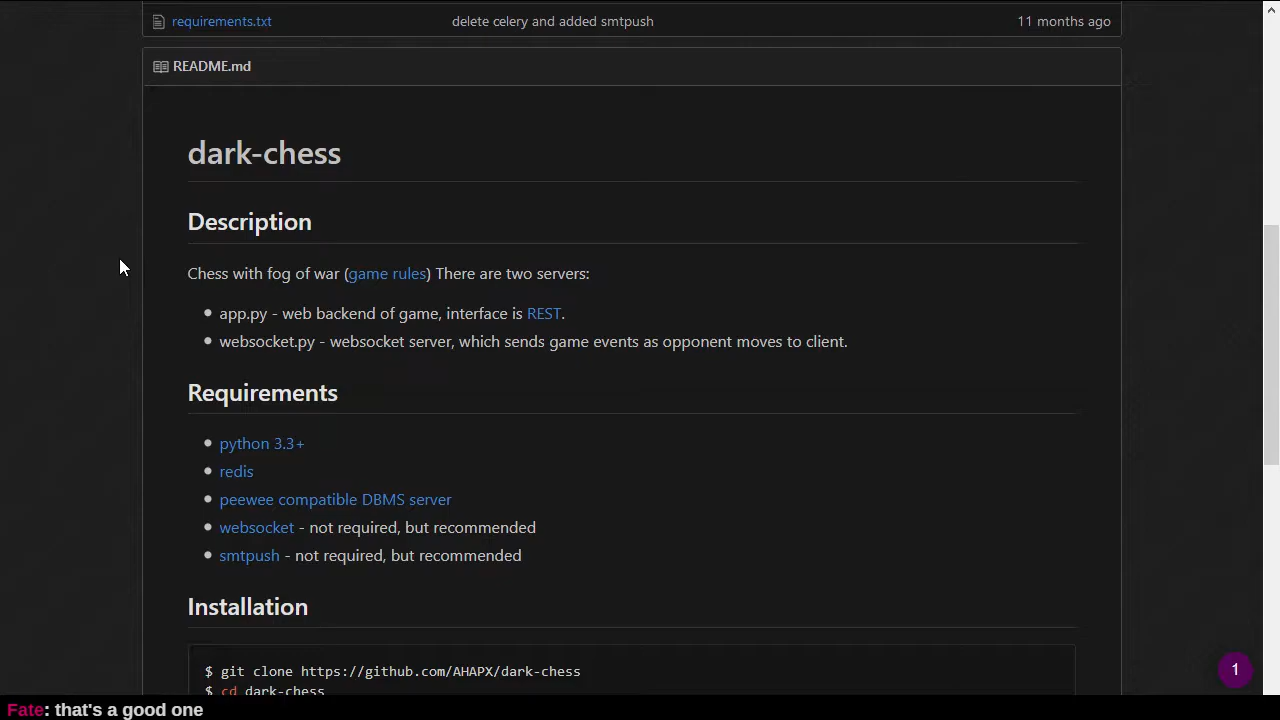 requirements.txt delete celery and added smtpush 11 months ago
README.md
dark-chess
Description
Chess with fog of war (game rules) There are two servers:
app.py - web backend of game, interface is REST.
websocket.py - websocket server, which sends game events as opponent moves to client.
Requirements
python 3.3+
redis
peewee compatible DBMS server
websocket - not required, but recommended
smtpush - not required, but recommended
Installation
$ git clone https://github.com/AHAPX/dark-chess
$ cd dark-chess
1
Fate: that's a good one